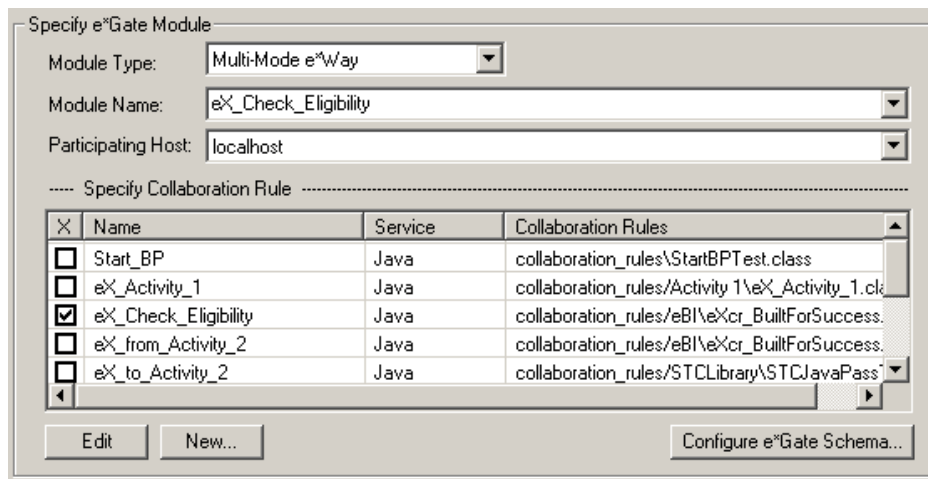 Specify e*Gate Module
Module Type: Multi-Mode e*Way
Module Name: eX_Check_Eligibility
Participating Host: localhost
----- Specify Collaboration Rule -----
X Name Service Collaboration Rules
Start_BP Java collaboration_rules\StartBPTest.class
eX_Activity_1 Java collaboration_rules/Activity 1\eX_Activity_1.cla
eX_Check_Eligibility Java collaboration_rules/eBI\eXcr_BuiltForSuccess.
eX_from_Activity_2 Java collaboration_rules/eBI\eXcr_BuiltForSuccess.
eX_to_Activity_2 Java collaboration_rules/STCLibrary\STCJavaPassT
Edit New... Configure e*Gate Schema...